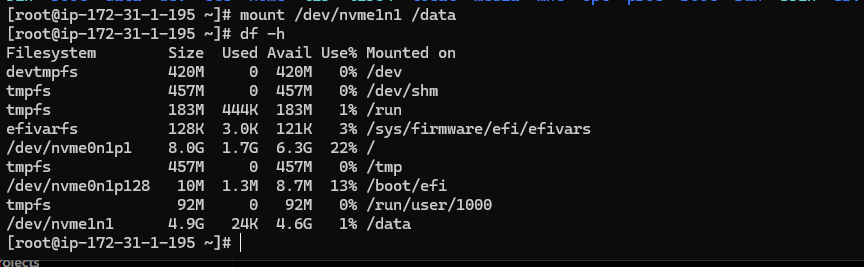 [root@ip-172-31-1-195 ~]# mount /dev/nvme1n1 /data
[root@ip-172-31-1-195 ~]# df -h
Filesystem        Size  Used Avail Use% Mounted on
devtmpfs          420M     0  420M   0% /dev
tmpfs             457M     0  457M   0% /dev/shm
tmpfs             183M  444K  183M   1% /run
efivarfs          128K  3.0K  121K   3% /sys/firmware/efi/efivars
/dev/nvme0n1p1    8.0G  1.7G  6.3G  22% /
tmpfs             457M     0  457M   0% /tmp
/dev/nvme0n1p128   10M  1.3M  8.7M  13% /boot/efi
tmpfs              92M     0   92M   0% /run/user/1000
/dev/nvme1n1      4.9G   24K  4.6G   1% /data
[root@ip-172-31-1-195 ~]#